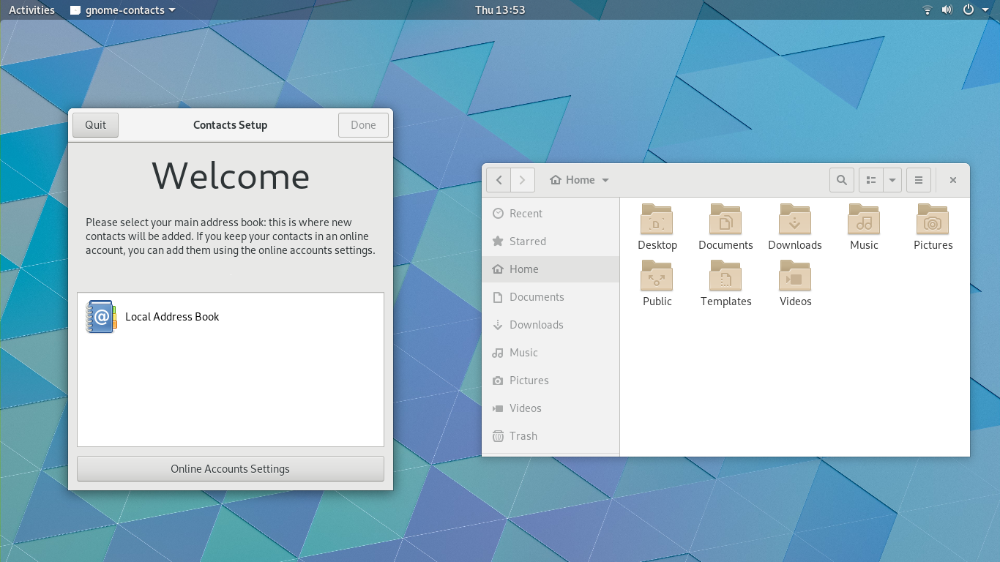 Activities
gnome-contacts
Thu 13:53
Quit
Contacts Setup
Done
Welcome
Please select your main address book: this is where new
contacts will be added. If you keep your contacts in an online
account, you can add them using the online accounts settings.
@
Local Address Book
Online Accounts Settings
Home
Recent
Starred
Home
Documents
Downloads
Music
Pictures
Videos
Trash
D
Desktop
Documents
Downloads
Music
Pictures
Public
Templates
Videos